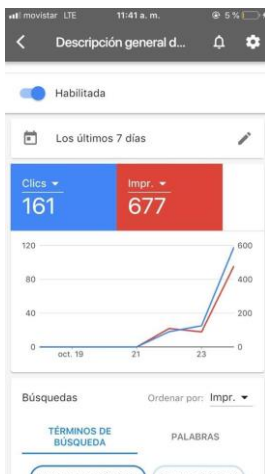 movistar LTE 11:41 a. m. 5 %
Descripción general d...
Habilitada
Los últimos 7 días
Clics Impr.
161 677
120 600
80 400
40 200
0 0
oct. 19 21 23
Búsquedas Ordenar por: Impr.
TÉRMINOS DE BÚSQUEDA PALABRAS